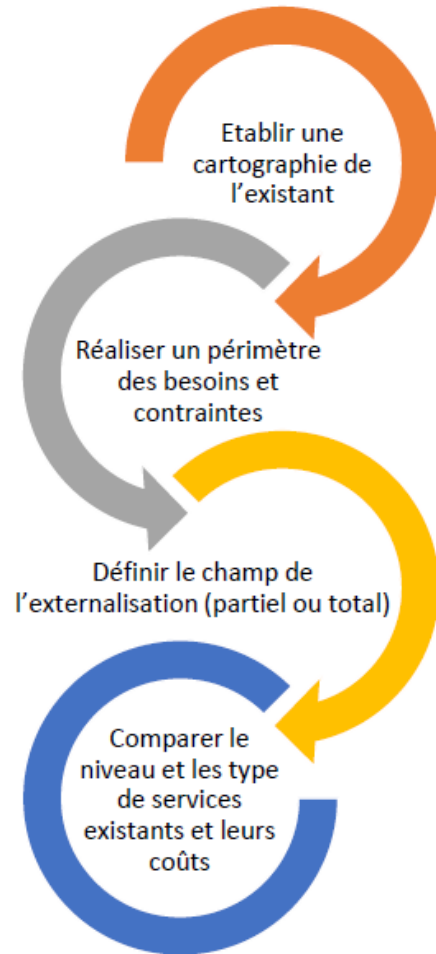 Etablir une
cartographie de
l'existant
Réaliser un périmètre
des besoins et
contraintes
Définir le champ de
l'externalisation (partiel ou total)
Comparer le
niveau et les type
de services
existants et leurs
coûts